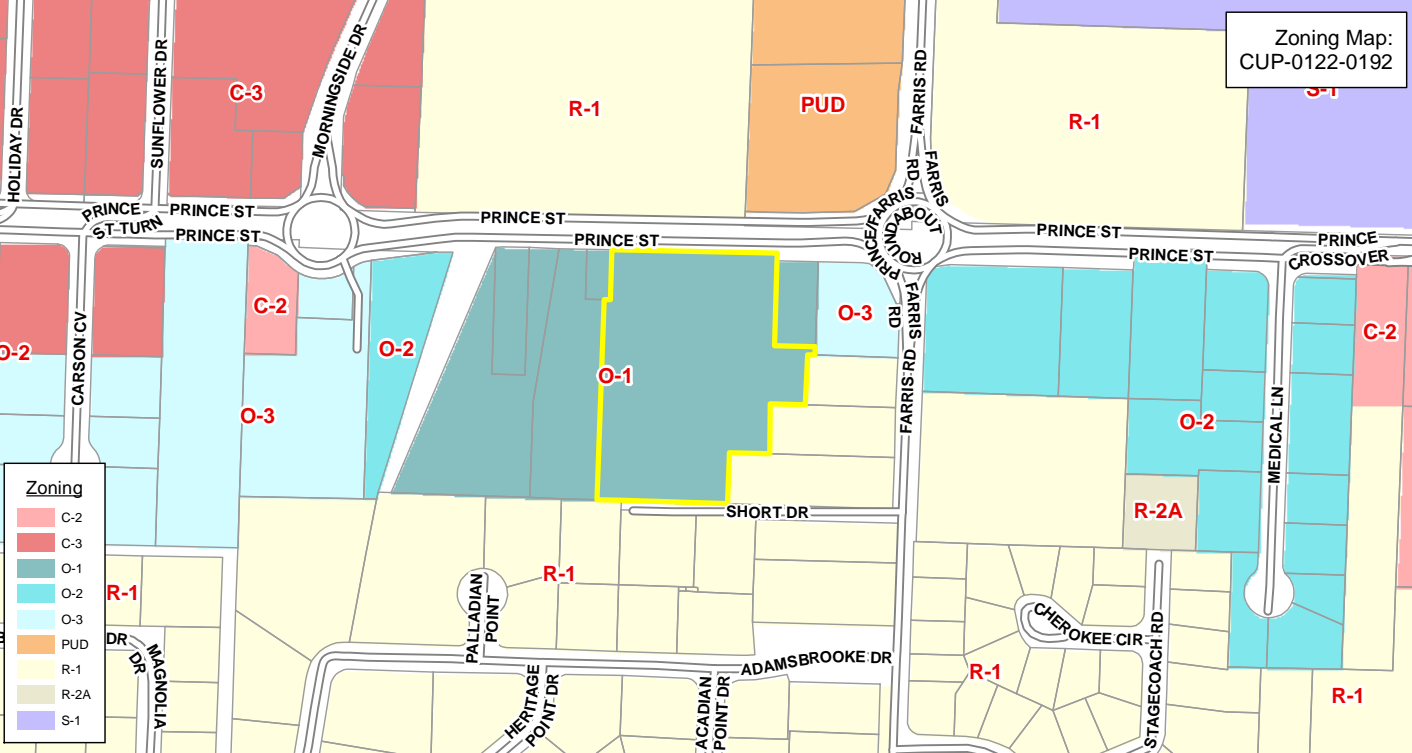 Zoning Map:
CUP-0122-0192
HOLIDAY DR
SUNFLOWER DR
MORNINGSIDE DR
C-3
R-1
PUD
FARRIS RD
FARRIS
RD
R-1
S-1
PRINCE
ST TURN
PRINCE ST
PRINCE ST
PRINCE ST
PRINCE ST
PRINCE/FARRIS
ROUND ABOUT
PRINCE
FARRIS
RD
PRINCE ST
PRINCE ST
PRINCE
CROSSOVER
C-2
O-2
O-1
O-3
C-2
O-2
CARSON CV
O-3
FARRIS RD
O-2
MEDICAL LN
R-2A
SHORT DR
Zoning
C-2
C-3
O-1
O-2
O-3
PUD
R-1
R-2A
S-1
R-1
R-1
PALLADIAN
POINT
DR
MAGNOLIA
DR
ADAMSBROOKE DR
HERITAGE
POINT DR
ACADIAN
POINT DR
CHEROKEE CIR
STAGECOACH RD
R-1
R-1